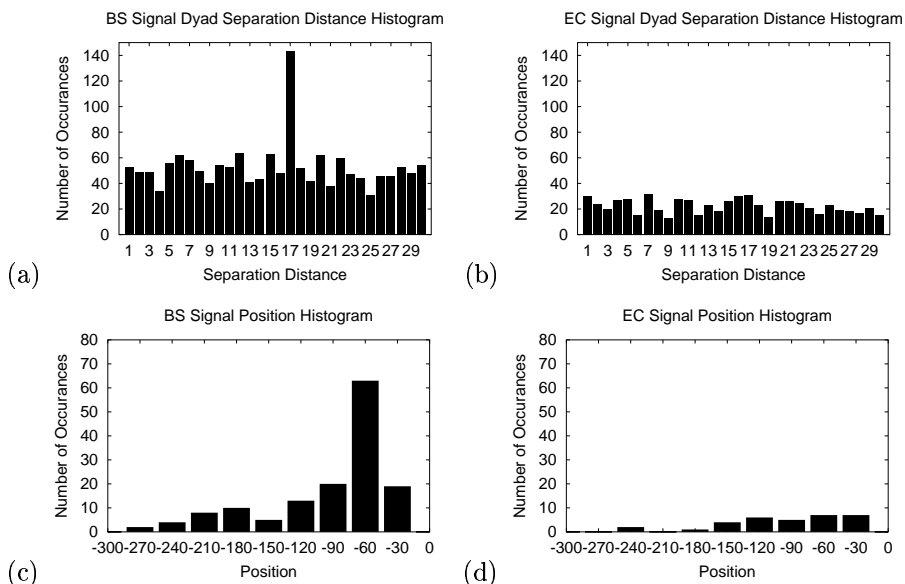 BS Signal Dyad Separation Distance Histogram
Number of Occurances
140
120
100
80
60
40
20
0
1 3 5 7 9 11 13 15 17 19 21 23 25 27 29
Separation Distance
(a)
EC Signal Dyad Separation Distance Histogram
Number of Occurances
140
120
100
80
60
40
20
0
1 3 5 7 9 11 13 15 17 19 21 23 25 27 29
Separation Distance
(b)
BS Signal Position Histogram
Number of Occurances
80
70
60
50
40
30
20
10
0
-300 -270 -240 -210 -180 -150 -120 -90 -60 -30 0
Position
(c)
EC Signal Position Histogram
Number of Occurances
80
70
60
50
40
30
20
10
0
-300 -270 -240 -210 -180 -150 -120 -90 -60 -30 0
Position
(d)